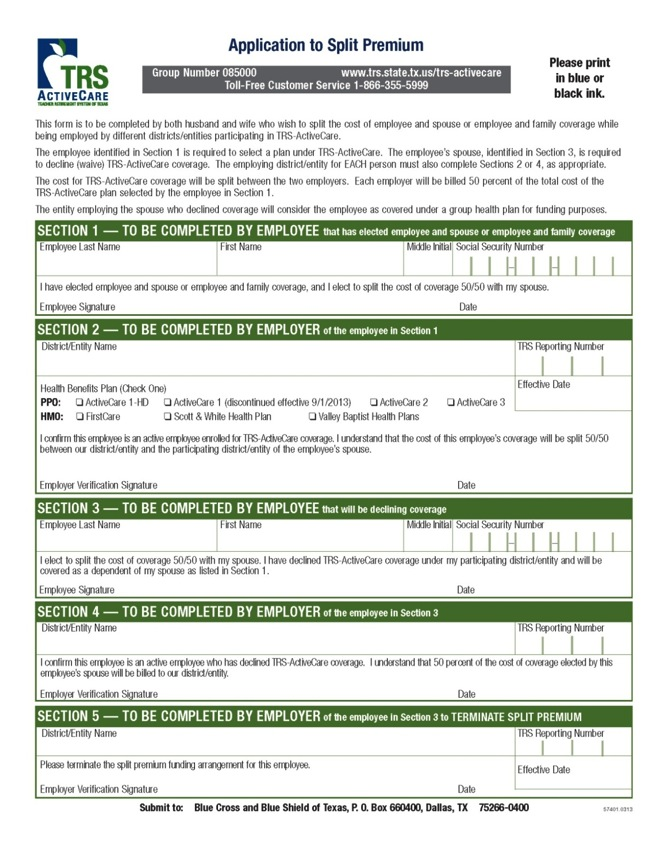 Application to Split Premium
TRS
ACTIVECARE
TEACHER RETIREMENT SYSTEM OF TEXAS
Group Number 085000 www.trs.state.tx.us/trs-activecare
Toll-Free Customer Service 1-866-355-5999
Please print
in blue or
black ink.
This form is to be completed by both husband and wife who wish to split the cost of employee and spouse or employee and family coverage while
being employed by different districts/entities participating in TRS-ActiveCare.
The employee identified in Section 1 is required to select a plan under TRS-ActiveCare. The employee's spouse, identified in Section 3, is required
to decline (waive) TRS-ActiveCare coverage. The employing district/entity for EACH person must also complete Sections 2 or 4, as appropriate.
The cost for TRS-ActiveCare coverage will be split between the two employers. Each employer will be billed 50 percent of the total cost of the
TRS-ActiveCare plan selected by the employee in Section 1.
The entity employing the spouse who declined coverage will consider the employee as covered under a group health plan for funding purposes.
SECTION 1 — TO BE COMPLETED BY EMPLOYEE that has elected employee and spouse or employee and family coverage
Employee Last Name First Name Middle Initial Social Security Number
I have elected employee and spouse or employee and family coverage, and I elect to split the cost of coverage 50/50 with my spouse.
Employee Signature Date
SECTION 2 — TO BE COMPLETED BY EMPLOYER of the employee in Section 1
District/Entity Name TRS Reporting Number
Health Benefits Plan (Check One) Effective Date
PPO: ❏ ActiveCare 1-HD ❏ ActiveCare 1 (discontinued effective 9/1/2013) ❏ ActiveCare 2 ❏ ActiveCare 3
HMO: ❏ FirstCare ❏ Scott & White Health Plan ❏ Valley Baptist Health Plans
I confirm this employee is an active employee enrolled for TRS-ActiveCare coverage. I understand that the cost of this employee's coverage will be split 50/50
between our district/entity and the participating district/entity of the employee's spouse.
Employer Verification Signature Date
SECTION 3 — TO BE COMPLETED BY EMPLOYEE that will be declining coverage
Employee Last Name First Name Middle Initial Social Security Number
I elect to split the cost of coverage 50/50 with my spouse. I have declined TRS-ActiveCare coverage under my participating district/entity and will be
covered as a dependent of my spouse as listed in Section 1.
Employee Signature Date
SECTION 4 — TO BE COMPLETED BY EMPLOYER of the employee in Section 3
District/Entity Name TRS Reporting Number
I confirm this employee is an active employee who has declined TRS-ActiveCare coverage. I understand that 50 percent of the cost of coverage elected by this
employee's spouse will be billed to our district/entity.
Employer Verification Signature Date
SECTION 5 — TO BE COMPLETED BY EMPLOYER of the employee in Section 3 to TERMINATE SPLIT PREMIUM
District/Entity Name TRS Reporting Number
Please terminate the split premium funding arrangement for this employee. Effective Date
Employer Verification Signature Date
Submit to: Blue Cross and Blue Shield of Texas, P. O. Box 660400, Dallas, TX 75266-0400
57401.0313